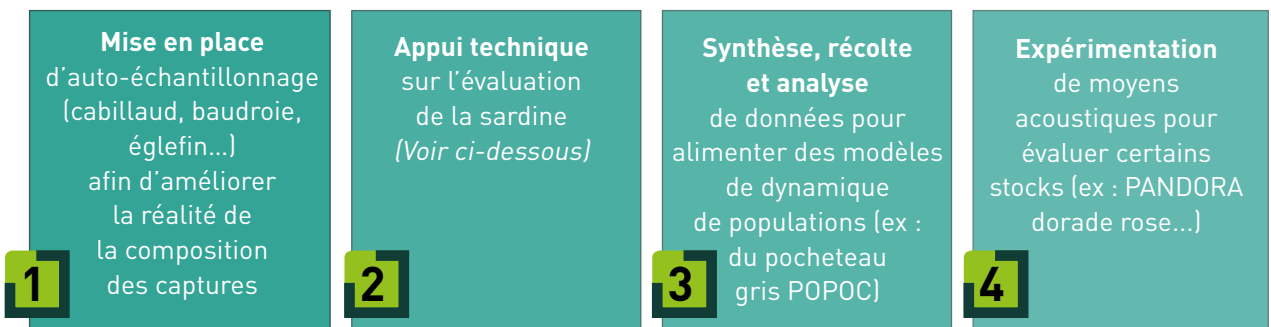 Mise en place
d'auto-échantillonnage
(cabillaud, baudroie,
églefin...)
afin d'améliorer
la réalité de
la composition
des captures
1
Appui technique
sur l'évaluation
de la sardine
(Voir ci-dessous)
2
Synthèse, récolte
et analyse
de données pour
alimenter des modèles
de dynamique
de populations (ex :
du pocheteau
gris POPOC)
3
Expérimentation
de moyens
acoustiques pour
évaluer certains
stocks (ex : PANDORA
dorade rose...)
4